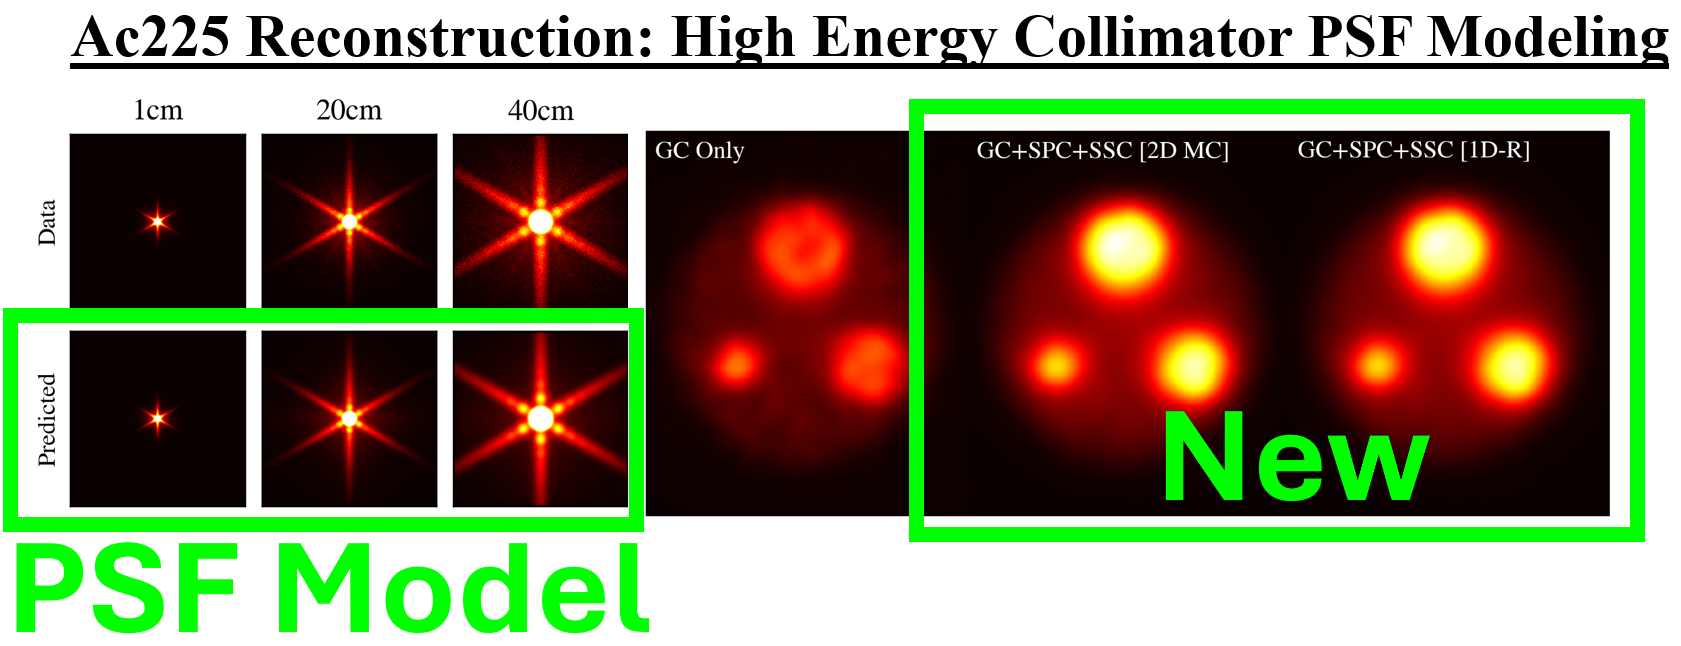 Ac225 Reconstruction: High Energy Collimator PSF Modeling
1cm 20cm 40cm
Data
Predicted
GC Only
GC+SPC+SSC [2D MC]
GC+SPC+SSC [1D-R]
New
PSF Model